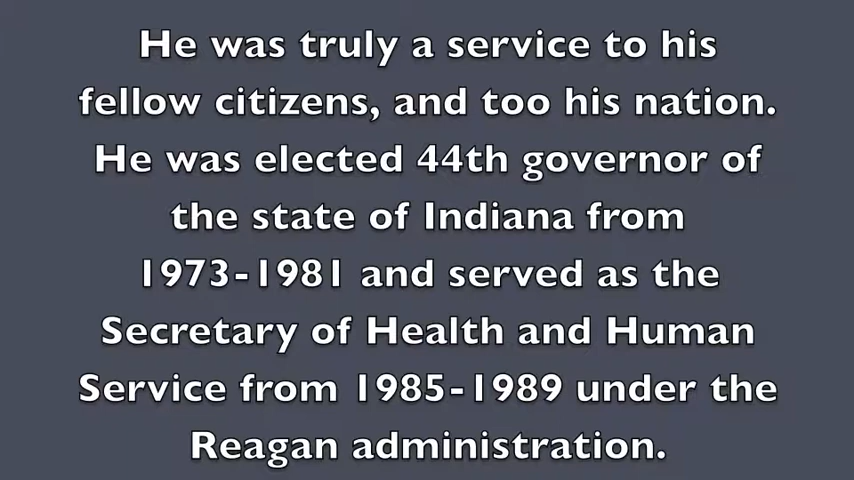 He was truly a service to his
fellow citizens, and too his nation.
He was elected 44th governor of
the state of Indiana from
1973-1981 and served as the
Secretary of Health and Human
Service from 1985-1989 under the
Reagan administration.